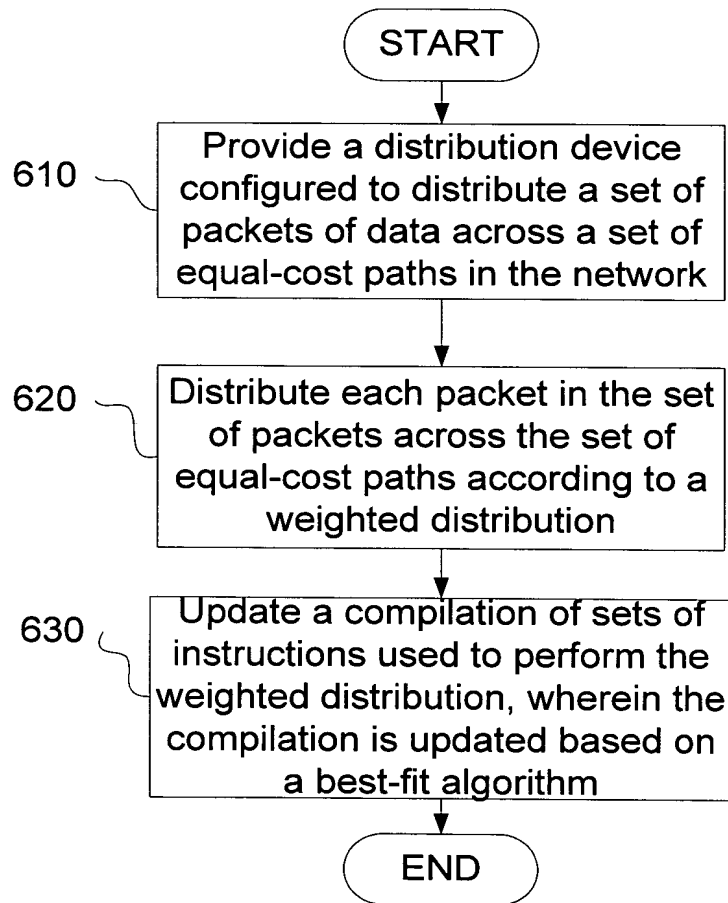 START
610
Provide a distribution device
configured to distribute a set of
packets of data across a set of
equal-cost paths in the network
620
Distribute each packet in the set
of packets across the set of
equal-cost paths according to a
weighted distribution
630
Update a compilation of sets of
instructions used to perform the
weighted distribution, wherein the
compilation is updated based on
a best-fit algorithm
END